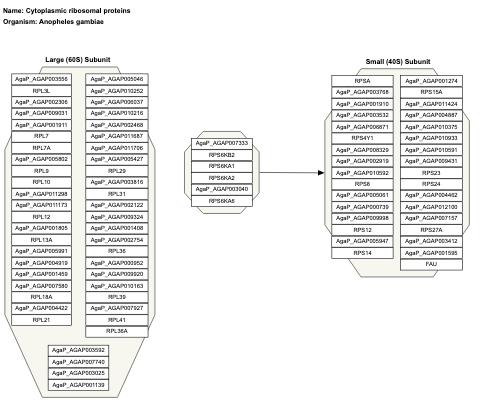 Name: Cytoplasmic ribosomal proteins
Organism: Anopheles gambiae
Large (60S) Subunit
AgaP_AGAP003556
RPL3L
AgaP_AGAP002306
AgaP_AGAP009031
AgaP_AGAP001911
RPL7
RPL7A
AgaP_AGAP005802
RPL9
RPL10
AgaP_AGAP011298
AgaP_AGAP011173
RPL12
AgaP_AGAP001805
RPL13A
AgaP_AGAP005991
AgaP_AGAP004919
AgaP_AGAP001459
AgaP_AGAP007580
RPL18A
AgaP_AGAP004422
RPL21
AgaP_AGAP005046
AgaP_AGAP010252
AgaP_AGAP006037
AgaP_AGAP010216
AgaP_AGAP002468
AgaP_AGAP011687
AgaP_AGAP011706
AgaP_AGAP005427
RPL29
AgaP_AGAP003816
RPL31
AgaP_AGAP002122
AgaP_AGAP009324
AgaP_AGAP001408
AgaP_AGAP002754
RPL36
AgaP_AGAP000952
AgaP_AGAP009920
AgaP_AGAP010163
RPL39
AgaP_AGAP007927
RPL41
RPL36A
AgaP_AGAP003592
AgaP_AGAP007740
AgaP_AGAP003025
AgaP_AGAP001139
AgaP_AGAP007333
RPS6KB2
RPS6KA1
RPS6KA2
AgaP_AGAP003040
RPS6KA6
Small (40S) Subunit
RPSA
AgaP_AGAP003768
AgaP_AGAP001910
AgaP_AGAP003532
AgaP_AGAP006871
RPS4Y1
AgaP_AGAP008329
AgaP_AGAP002919
AgaP_AGAP010592
RPS8
AgaP_AGAP005061
AgaP_AGAP000739
AgaP_AGAP009998
RPS12
AgaP_AGAP005947
RPS14
AgaP_AGAP001274
RPS15A
AgaP_AGAP011424
AgaP_AGAP004887
AgaP_AGAP010375
AgaP_AGAP010933
AgaP_AGAP010591
AgaP_AGAP009431
RPS23
RPS24
AgaP_AGAP004462
AgaP_AGAP012100
AgaP_AGAP007157
RPS27A
AgaP_AGAP003412
AgaP_AGAP001595
FAU